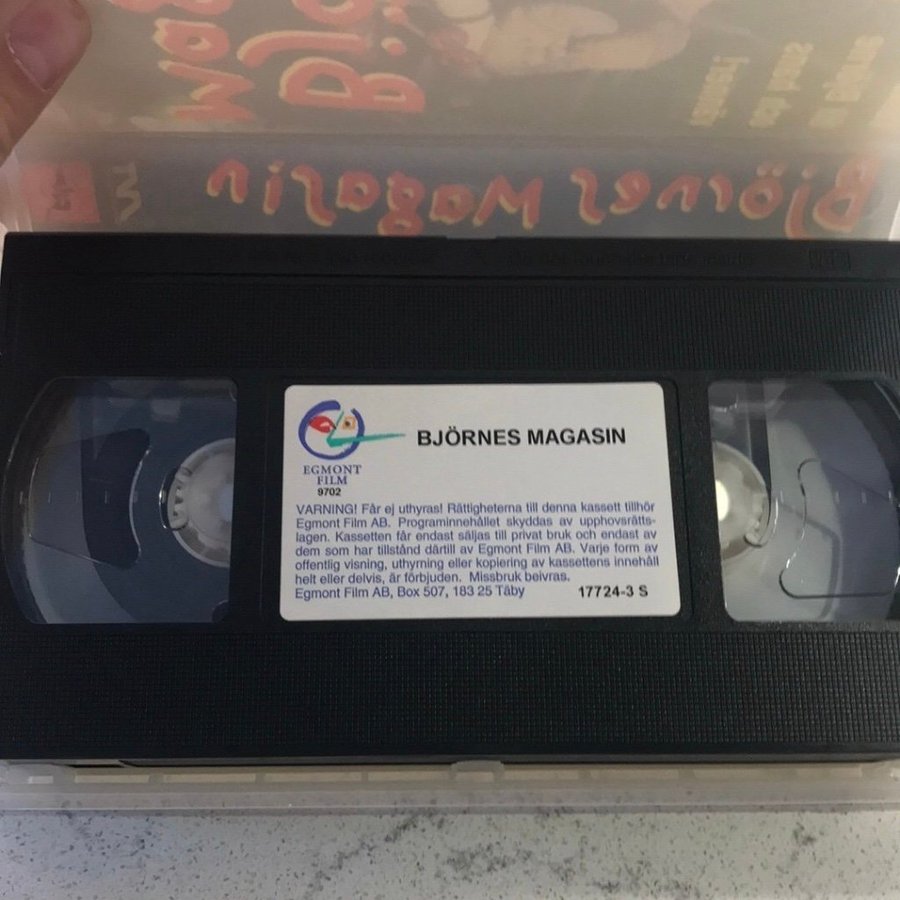 Björnes Magasin
BJÖRNES MAGASIN
EGMONT
FILM
9702
VARNING! Får ej uthyras! Rättigheterna till denna kassett tillhör
Egmont Film AB. Programinnehållet skyddas av upphovsrätts-
lagen. Kassetten får endast säljas till privat bruk och endast av
dem som har tillstånd därtill av Egmont Film AB. Varje form av
offentlig visning, uthyrning eller kopiering av kassettens innehåll
helt eller delvis, är förbjuden. Missbruk beivras.
Egmont Film AB, Box 507, 183 25 Täby 17724-3 S